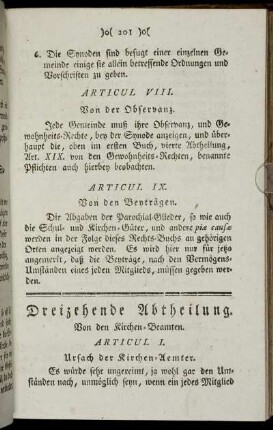 )o( 201 )o(
6. Die Synoden sind befugt einer einzelnen Ge-
meinde einige sie allein betreffende Ordnungen und
Vorschriften zu geben.
ARTICUL VIII.
Von der Observanz.
Jede Gemeinde muß ihre Observanz, und Ge-
wohnheits-Rechte, bey der Synode anzeigen, und über-
haupt die, oben im ersten Buch, vierte Abtheilung,
Art. XIX. von den Gewohnheits-Rechten, benannte
Pflichten auch hierbey beobachten.
ARTICUL IX.
Von den Beyträgen.
Die Abgaben der Parochial-Glieder, so wie auch
die Schul- und Kirchen-Güter, und andere piæ causæ
werden in der Folge dieses Rechts-Buchs an gehörigen
Orten angezeigt werden. Es wird hier nur für jetzo
angemerkt, daß die Beyträge, nach den Vermögens-
Umständen eines jeden Mitglieds, müssen gegeben wer-
den.
Dreizehende Abtheilung.
Von den Kirchen-Beamten.
ARTICUL I.
Ursach der Kirchen-Aemter.
Es würde sehr ungereimt, ja wohl gar den Um-
ständen nach, unmöglich seyn, wenn ein jedes Mitglied